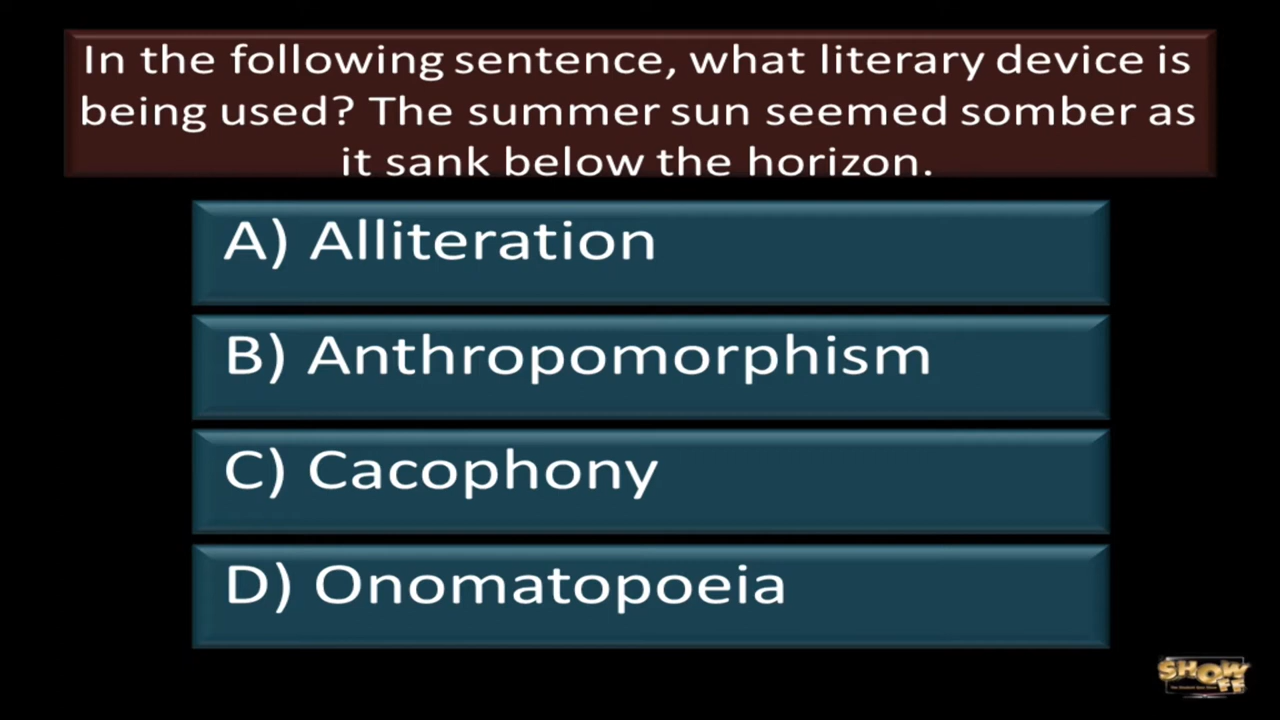 In the following sentence, what literary device is
being used? The summer sun seemed somber as
it sank below the horizon.
A) Alliteration
B) Anthropomorphism
C) Cacophony
D) Onomatopoeia
SHOW
FF